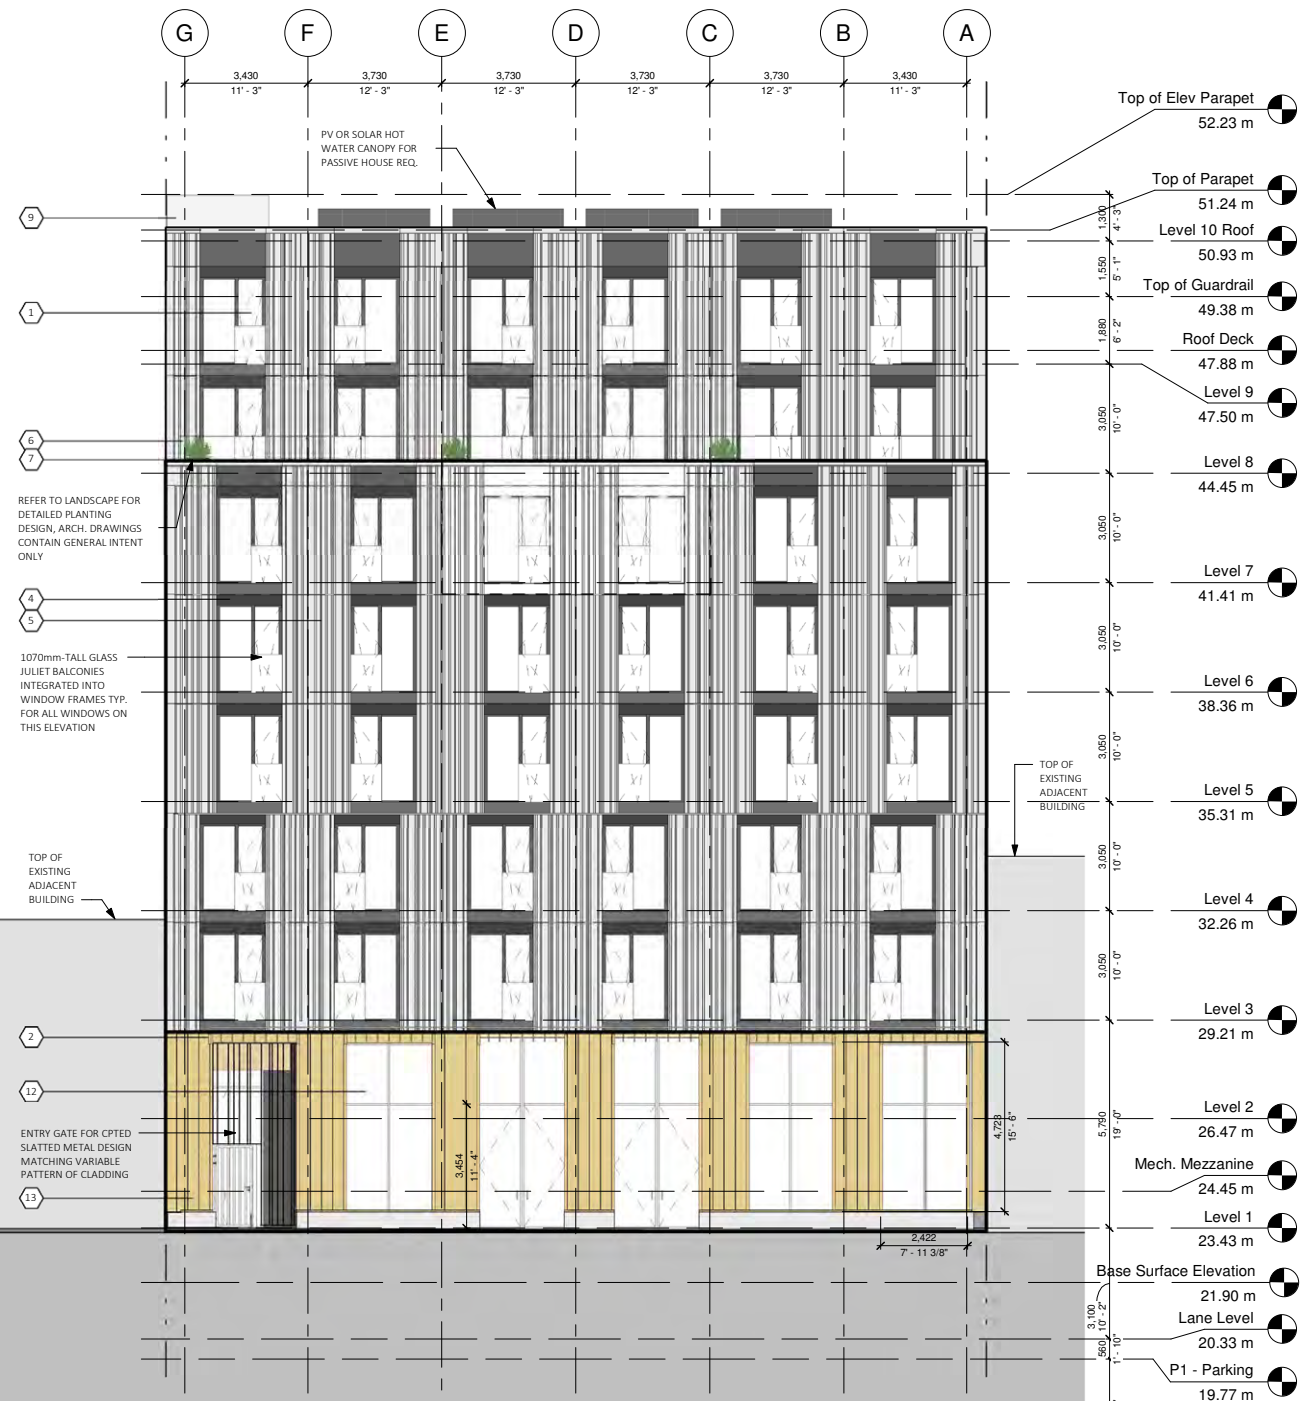 G F E D C B A
3,430 3,730 3,730 3,730 3,730 3,430
11' - 3" 12' - 3" 12' - 3" 12' - 3" 12' - 3" 11' - 3"
PV OR SOLAR HOT
WATER CANOPY FOR
PASSIVE HOUSE REQ.
9
1
6
7
REFER TO LANDSCAPE FOR
DETAILED PLANTING
DESIGN, ARCH. DRAWINGS
CONTAIN GENERAL INTENT
ONLY
4
5
1070mm-TALL GLASS
JULIET BALCONIES
INTEGRATED INTO
WINDOW FRAMES TYP.
FOR ALL WINDOWS ON
THIS ELEVATION
TOP OF
EXISTING
ADJACENT
BUILDING
2
12
ENTRY GATE FOR CPTED
SLATTED METAL DESIGN
MATCHING VARIABLE
PATTERN OF CLADDING
13
3,454
11' - 4"
4,723
15' - 6"
2,422
7' - 11 3/8"
TOP OF
EXISTING
ADJACENT
BUILDING
1,300
4' - 3"
1,550
5' - 1"
1,880
6' - 2"
3,050
10' - 0"
3,050
10' - 0"
3,050
10' - 0"
3,050
10' - 0"
3,050
10' - 0"
3,050
10' - 0"
5,790
19' - 0"
3,100
10' - 2"
560
1' - 10"
Top of Elev Parapet
52.23 m
Top of Parapet
51.24 m
Level 10 Roof
50.93 m
Top of Guardrail
49.38 m
Roof Deck
47.88 m
Level 9
47.50 m
Level 8
44.45 m
Level 7
41.41 m
Level 6
38.36 m
Level 5
35.31 m
Level 4
32.26 m
Level 3
29.21 m
Level 2
26.47 m
Mech. Mezzanine
24.45 m
Level 1
23.43 m
Base Surface Elevation
21.90 m
Lane Level
20.33 m
P1 - Parking
19.77 m